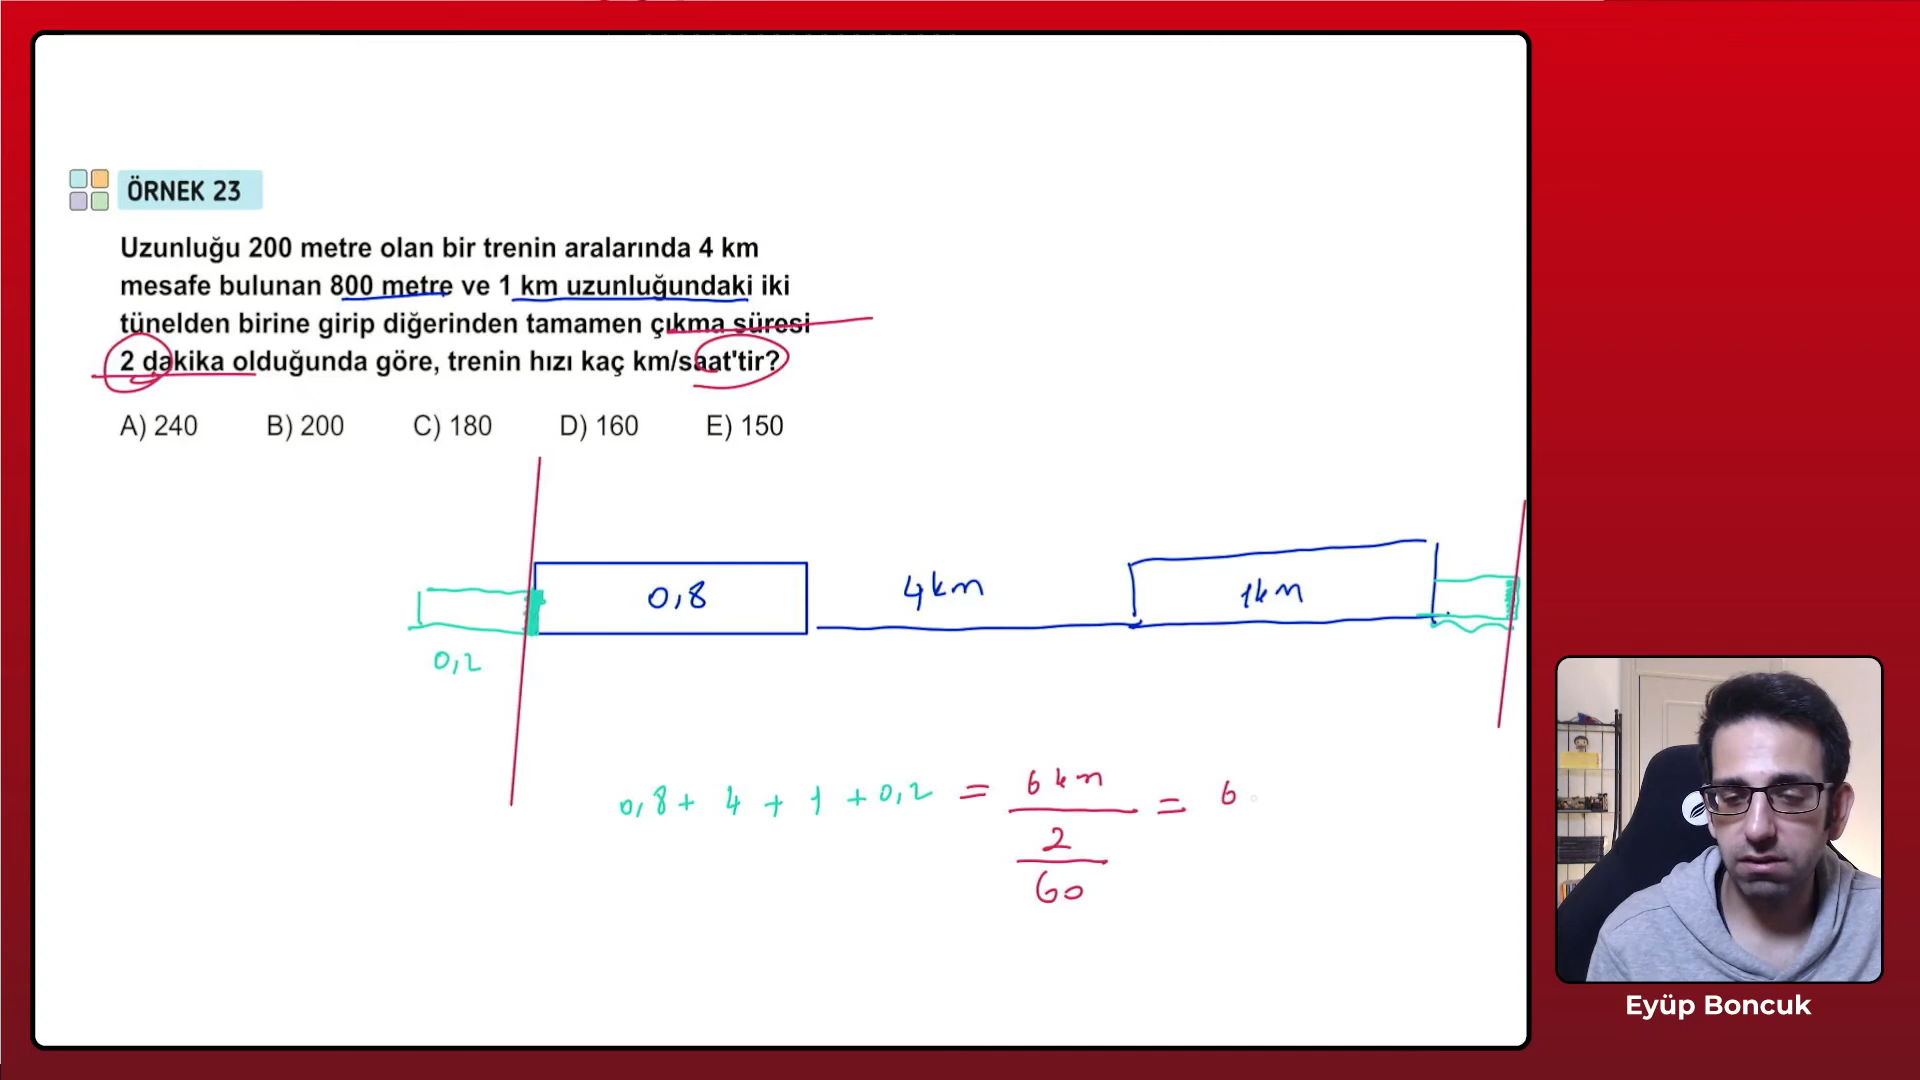 ÖRNEK 23
Uzunluğu 200 metre olan bir trenin aralarında 4 km
mesafe bulunan 800 metre ve 1 km uzunluğundaki iki
tünelden birine girip diğerinden tamamen çıkma süresi
2 dakika olduğunda göre, trenin hızı kaç km/saat'tir?
A) 240 B) 200 C) 180 D) 160 E) 150
0,8 4km 1km
0,2
0,8 + 4 + 1 + 0,2 = 6 km = 6
2
60
Eyüp Boncuk